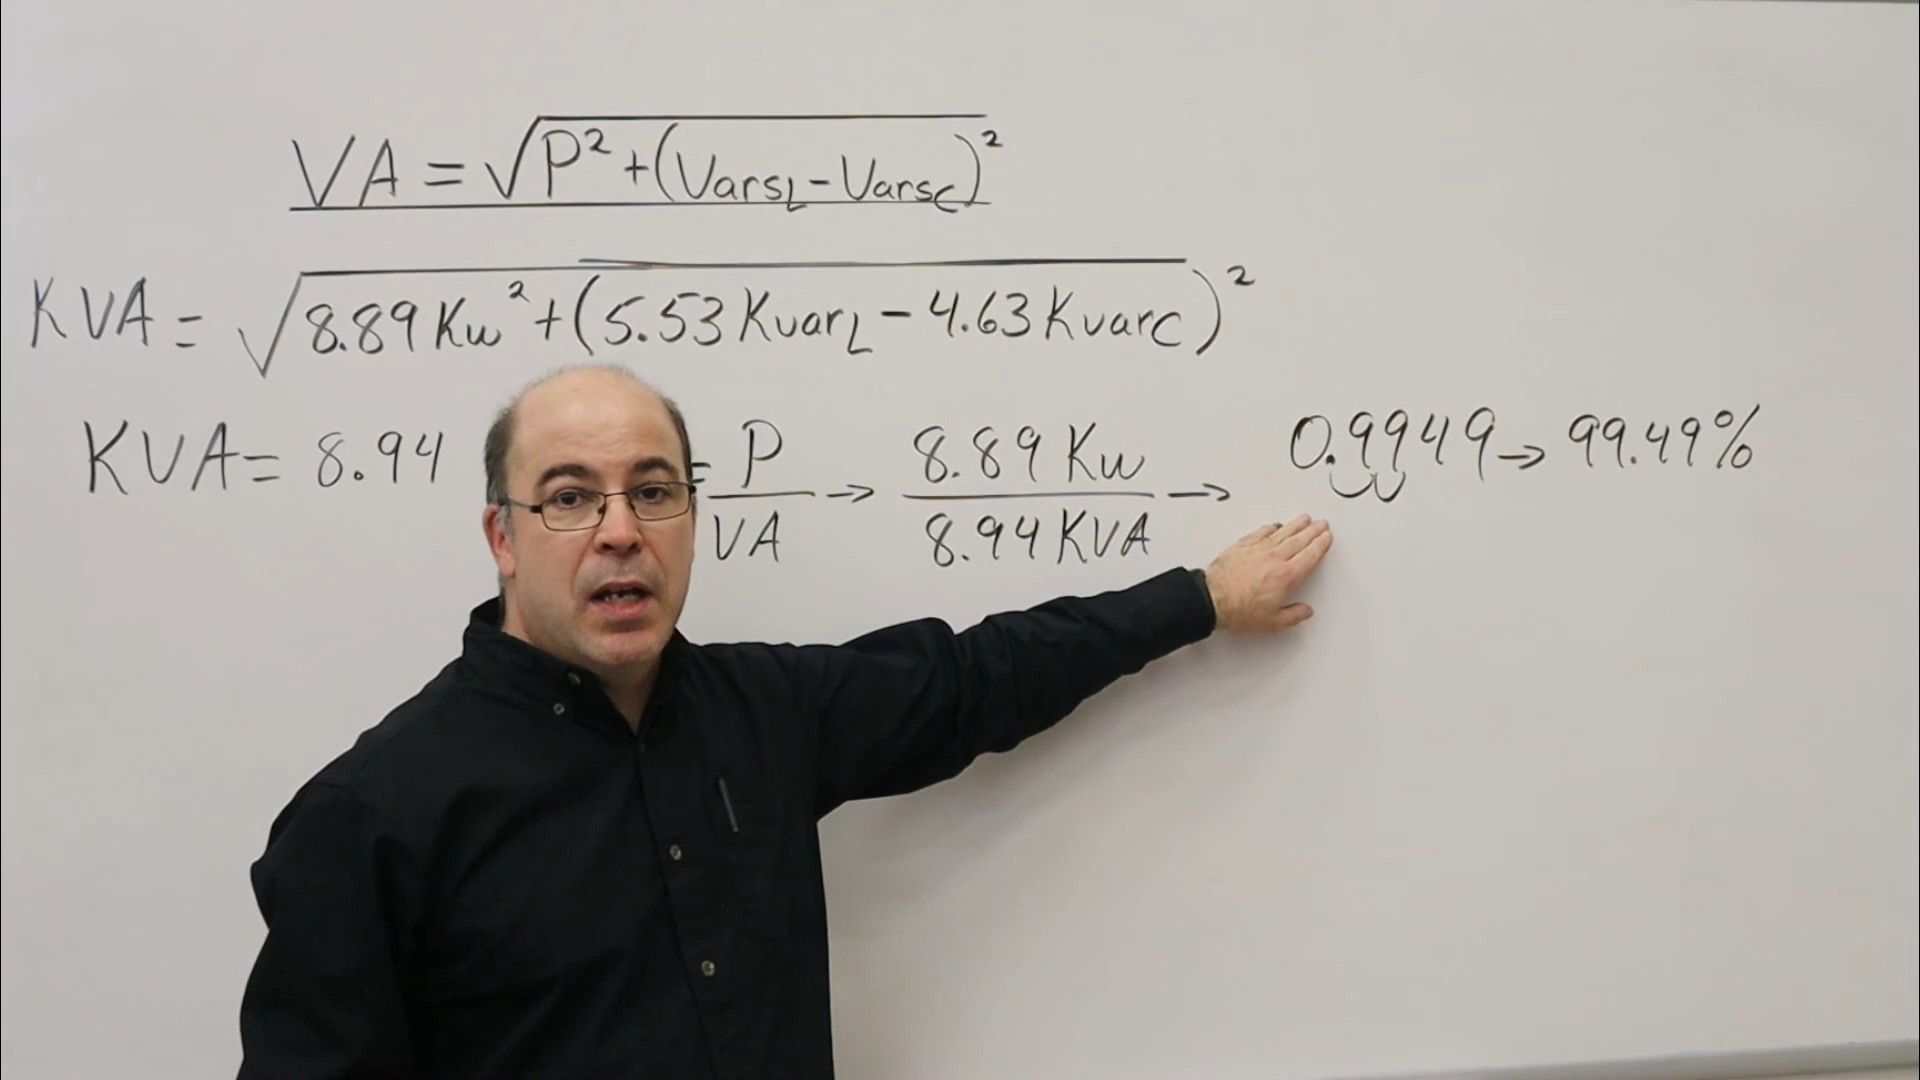 VA = √P² + (VarsL - VarsC)²
KVA = √8.89 Kw² + (5.53 KvarL - 4.63 KvarC)²
KVA = 8.94 = P/VA → 8.89 Kw/8.94 KVA → 0.9949 → 99.49%